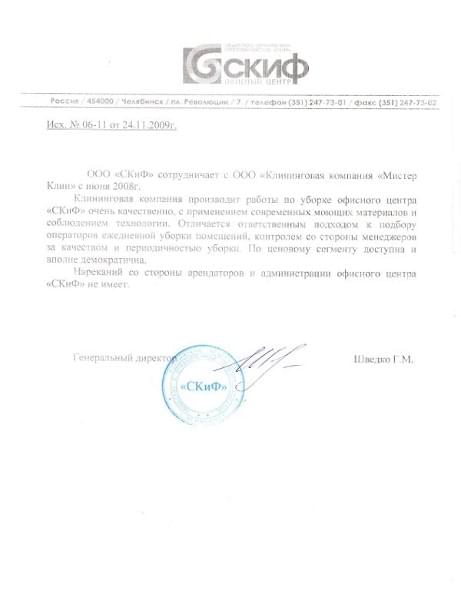 СКИФ
ОФИСНЫЙ ЦЕНТР
Россия / 454000 / Челябинск / пл. Революции / 7 / телефон (351) 247-73-01 / факс (351) 247-73-02
Исх. № 06-11 от 24.11.2009г.
ООО «СКиФ» сотрудничает с ООО «Клининговая компания «Мистер
Клин» с июня 2008г.
Клининговая компания производит работы по уборке офисного центра
«СКиФ» очень качественно, с применением современных моющих материалов и
соблюдением технологии. Отличается ответственным подходом к подбору
операторов ежедневной уборки помещений, контролем со стороны менеджеров
за качеством и периодичностью уборки. По ценовому сегменту доступна и
вполне демократична.
Нареканий со стороны арендаторов и администрации офисного центра
«СКиФ» не имеет.
Генеральный директор
Шведко Г.М.
«СКиФ»